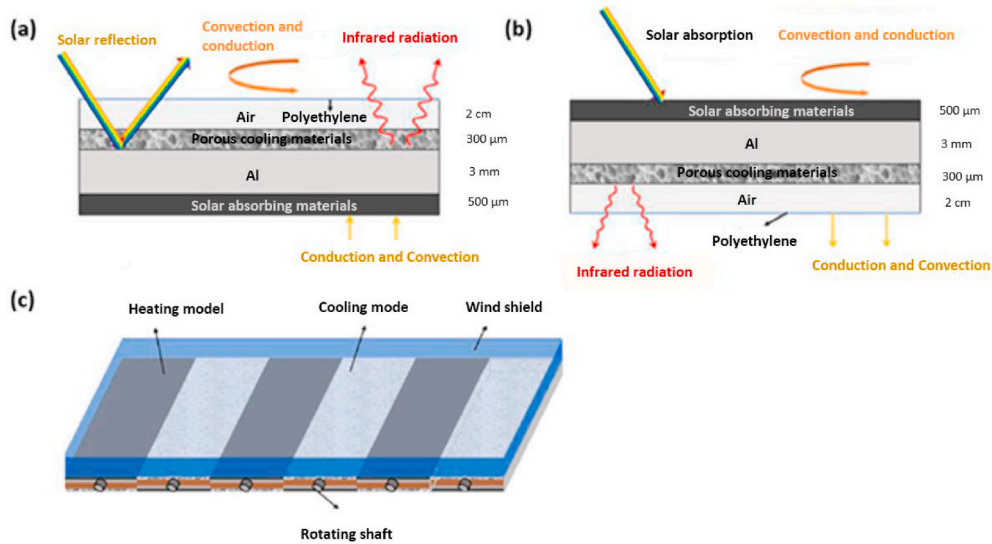 (a)
Solar reflection
Convection and
conduction
Infrared radiation
Air
Polyethylene
2 cm
Porous cooling materials
300 µm
Al
3 mm
Solar absorbing materials
500 µm
Conduction and Convection
(b)
Solar absorption
Convection and conduction
Solar absorbing materials
500 µm
Al
3 mm
Porous cooling materials
300 µm
Air
2 cm
Polyethylene
Infrared radiation
Conduction and Convection
(c)
Heating model
Cooling mode
Wind shield
Rotating shaft